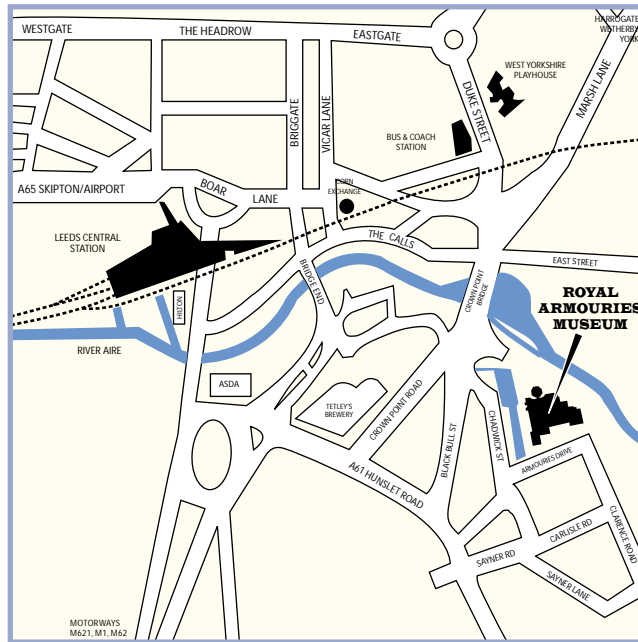 HARROGATE
WETHERBY
YORK
WESTGATE
THE HEADROW
EASTGATE
WEST YORKSHIRE
PLAYHOUSE
MARSH LANE
DUKE STREET
BRIGGATE
VICAR LANE
BUS & COACH
STATION
A65 SKIPTON/AIRPORT
BOAR
LANE
CORN
EXCHANGE
LEEDS CENTRAL
STATION
THE CALLS
EAST STREET
BRIDGE END
CROWN POINT
BRIDGE
HILTON
ROYAL
ARMOURIES
MUSEUM
RIVER AIRE
ASDA
TETLEY'S
BREWERY
CROWN POINT ROAD
BLACK BULL ST
CHADWICK ST
ARMOURIES DRIVE
A61 HUNSLET ROAD
CLARENCE ROAD
CARLISLE RD
SAYNER RD
SAYNER LANE
MOTORWAYS
M621, M1, M62